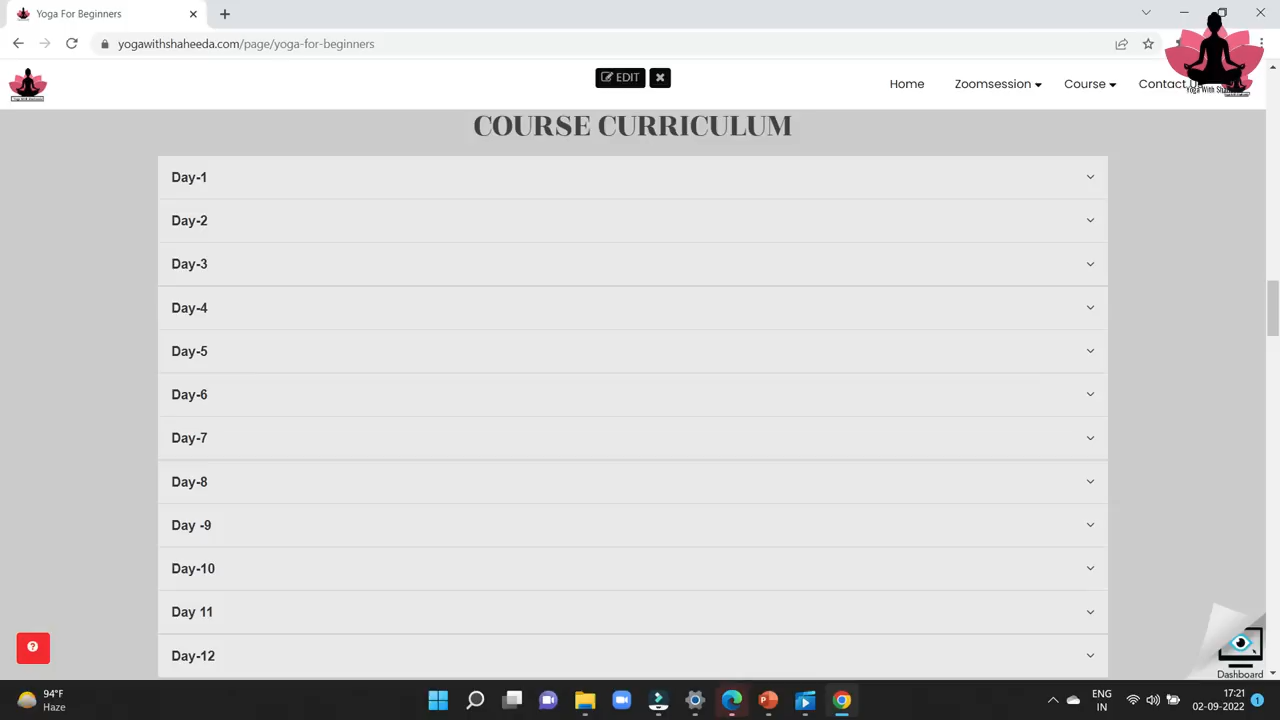 Yoga For Beginners
yogawithshaheeda.com/page/yoga-for-beginners
EDIT
Home
Zoomsession
Course
Contact
COURSE CURRICULUM
Day-1
Day-2
Day-3
Day-4
Day-5
Day-6
Day-7
Day-8
Day -9
Day-10
Day 11
Day-12
Dashboard
94°F
Haze
ENG
IN
17:21
02-09-2022
1